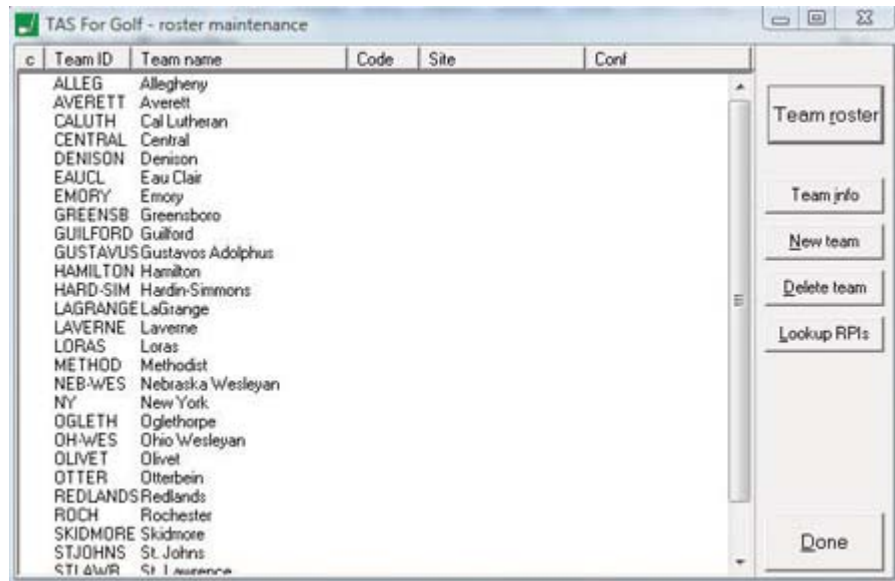 TAS For Golf - roster maintenance
c Team ID Team name Code Site Conf
ALLEG Allegheny
AVERETT Averett
CALUTH Cal Lutheran
CENTRAL Central
DENISON Denison
EAUCL Eau Clair
EMORY Emory
GREENSB Greensboro
GUILFORD Guilford
GUSTAVUS Gustavos Adolphus
HAMILTON Hamilton
HARD-SIM Hardin-Simmons
LAGRANGE LaGrange
LAVERNE Laverne
LORAS Loras
METHOD Methodist
NEB-WES Nebraska Wesleyan
NY New York
OGLETH Oglethorpe
OH-WES Ohio Wesleyan
OLIVET Olivet
OTTER Otterbein
REDLANDS Redlands
ROCH Rochester
SKIDMORE Skidmore
STJOHNS St. Johns
STLAWR St. Lawrence
Team roster
Team info
New team
Delete team
Lookup RPIs
Done